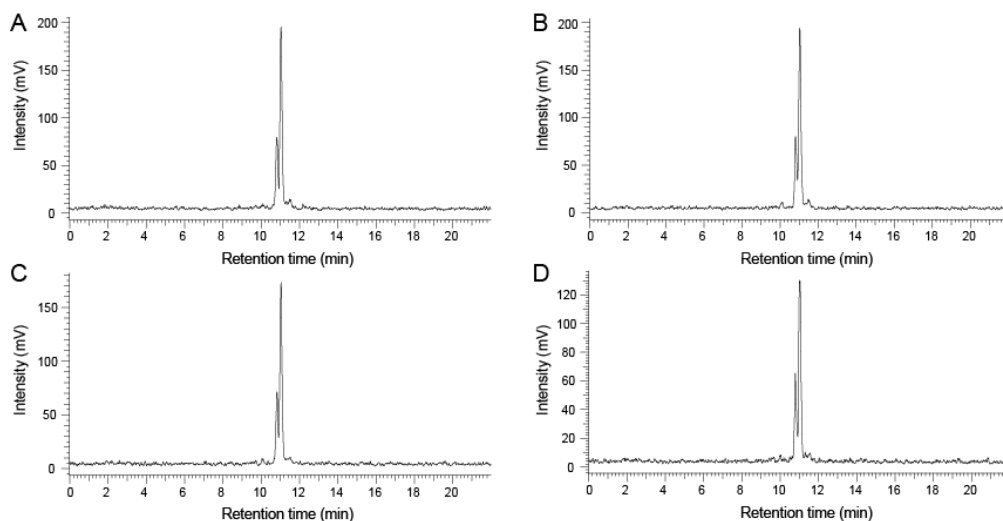 A
200
150
100
50
0
Intensity (mV)
0 2 4 6 8 10 12 14 16 18 20
Retention time (min)
B
200
150
100
50
0
Intensity (mV)
0 2 4 6 8 10 12 14 16 18 20
Retention time (min)
C
150
100
50
0
Intensity (mV)
0 2 4 6 8 10 12 14 16 18 20
Retention time (min)
D
120
100
80
60
40
20
0
Intensity (mV)
0 2 4 6 8 10 12 14 16 18 20
Retention time (min)